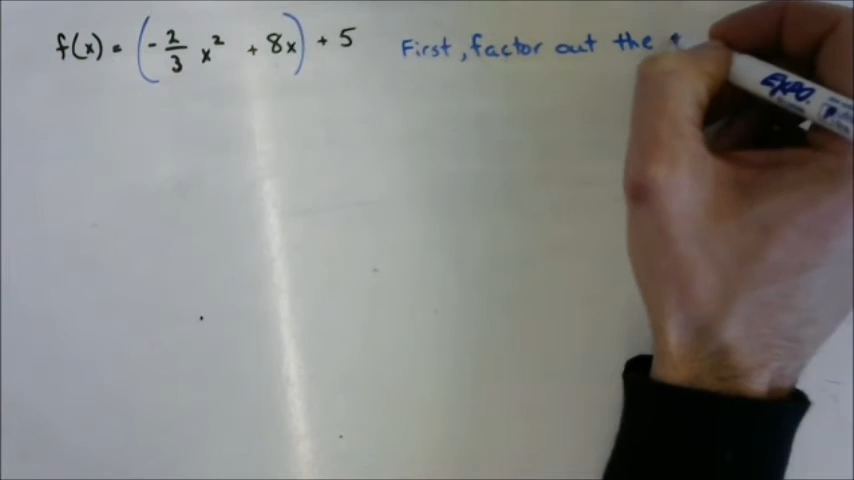 f(x) = (-2/3 x² + 8x) + 5 First, factor out the
EXPO